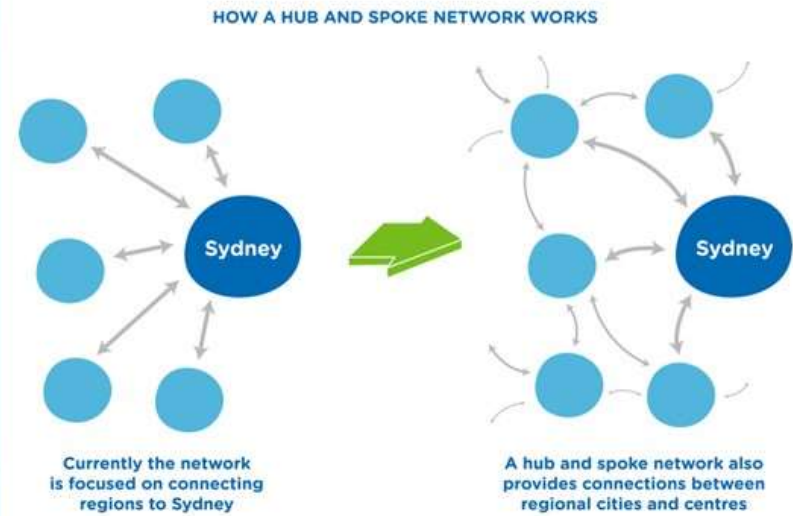 HOW A HUB AND SPOKE NETWORK WORKS
Sydney
Sydney
Currently the network
is focused on connecting
regions to Sydney
A hub and spoke network also
provides connections between
regional cities and centres